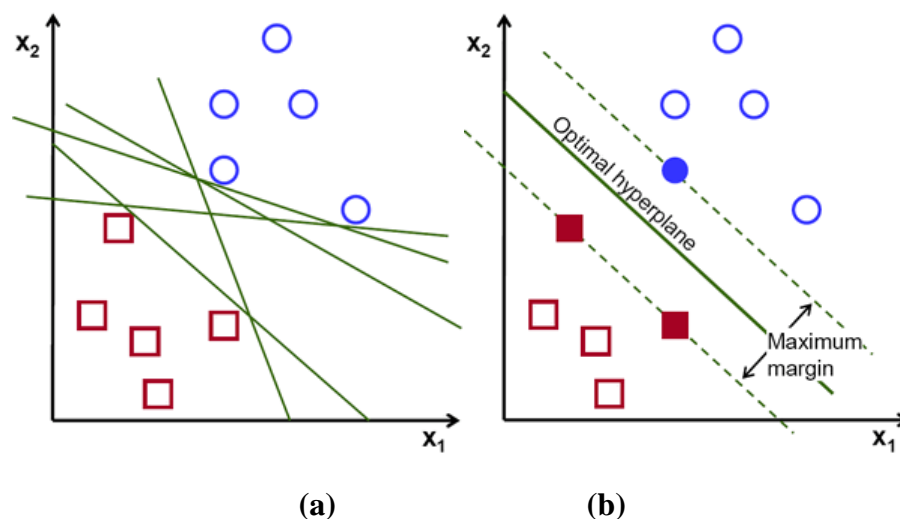 x₂
x₁
(a)
x₂
Optimal hyperplane
Maximum
margin
x₁
(b)